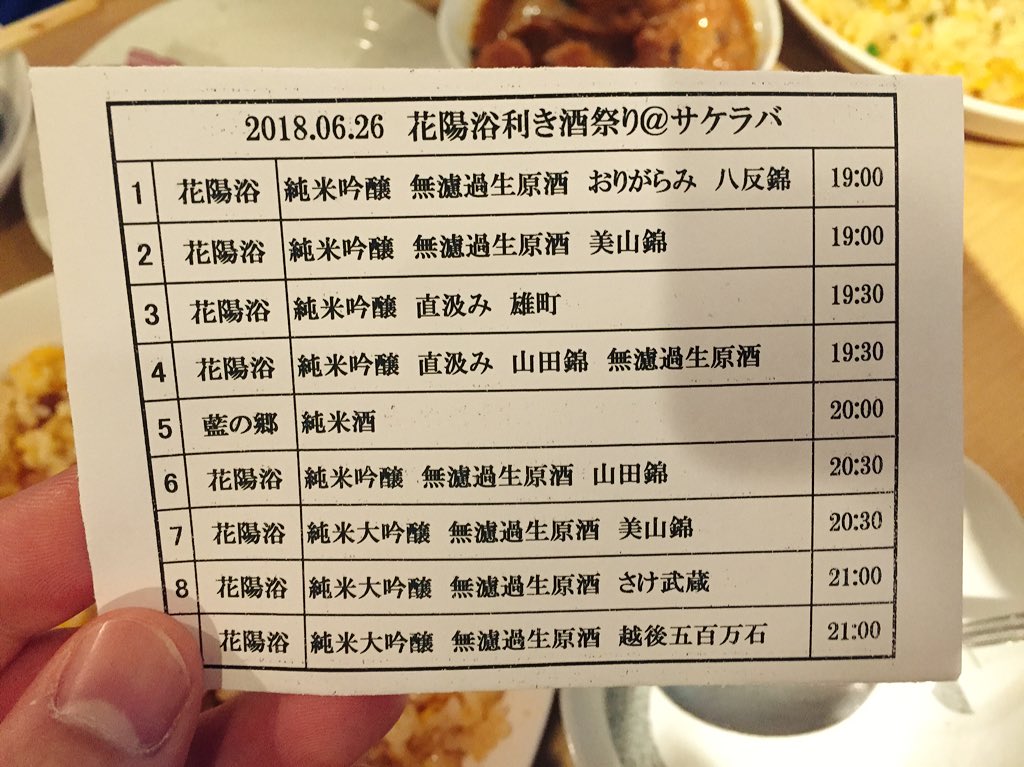 2018.06.26 花陽浴利き酒祭り@サケラバ
1 花陽浴 純米吟醸 無濾過生原酒 おりがらみ 八反錦 19:00
2 花陽浴 純米吟醸 無濾過生原酒 美山錦 19:00
3 花陽浴 純米吟醸 直汲み 雄町 19:30
4 花陽浴 純米吟醸 直汲み 山田錦 無濾過生原酒 19:30
5 藍の郷 純米酒 20:00
6 花陽浴 純米吟醸 無濾過生原酒 山田錦 20:30
7 花陽浴 純米大吟醸 無濾過生原酒 美山錦 20:30
8 花陽浴 純米大吟醸 無濾過生原酒 さけ武蔵 21:00
花陽浴 純米大吟醸 無濾過生原酒 越後五百万石 21:00